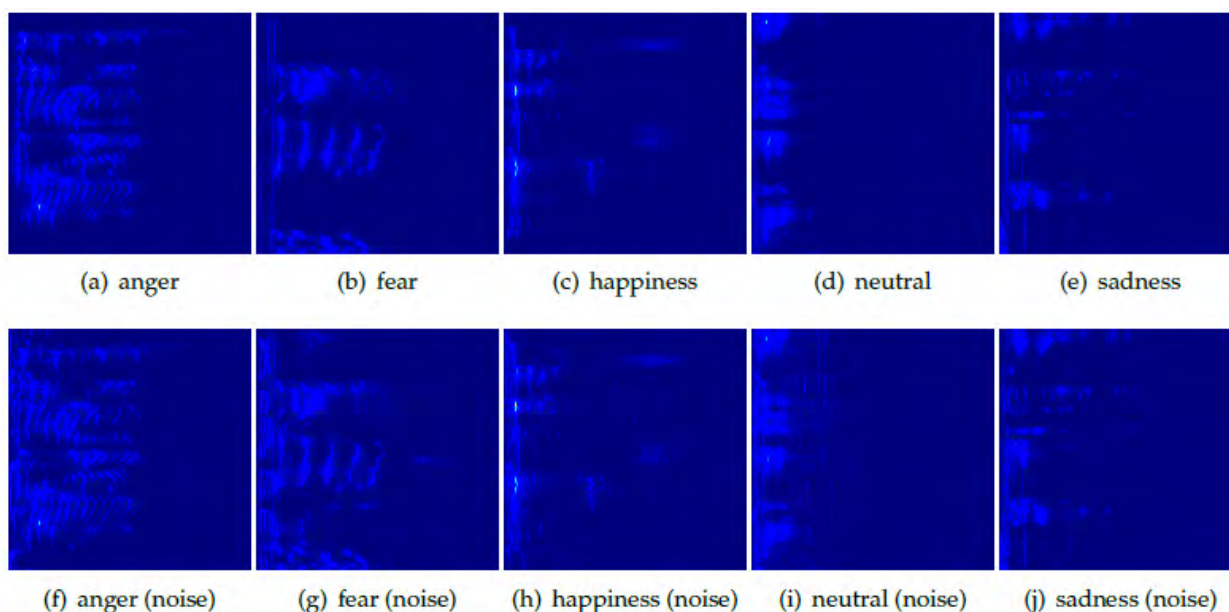 (a) anger (b) fear (c) happiness (d) neutral (e) sadness
(f) anger (noise) (g) fear (noise) (h) happiness (noise) (i) neutral (noise) (j) sadness (noise)